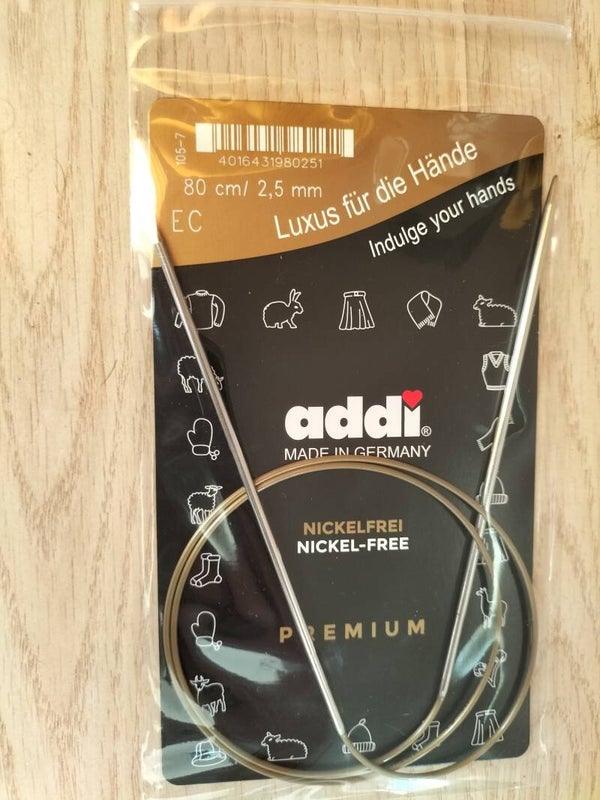 105-7
4016431980251
80 cm/ 2,5 mm
EC
Luxus für die Hände
Indulge your hands
addi®
MADE IN GERMANY
NICKELFREI
NICKEL-FREE
PREMIUM